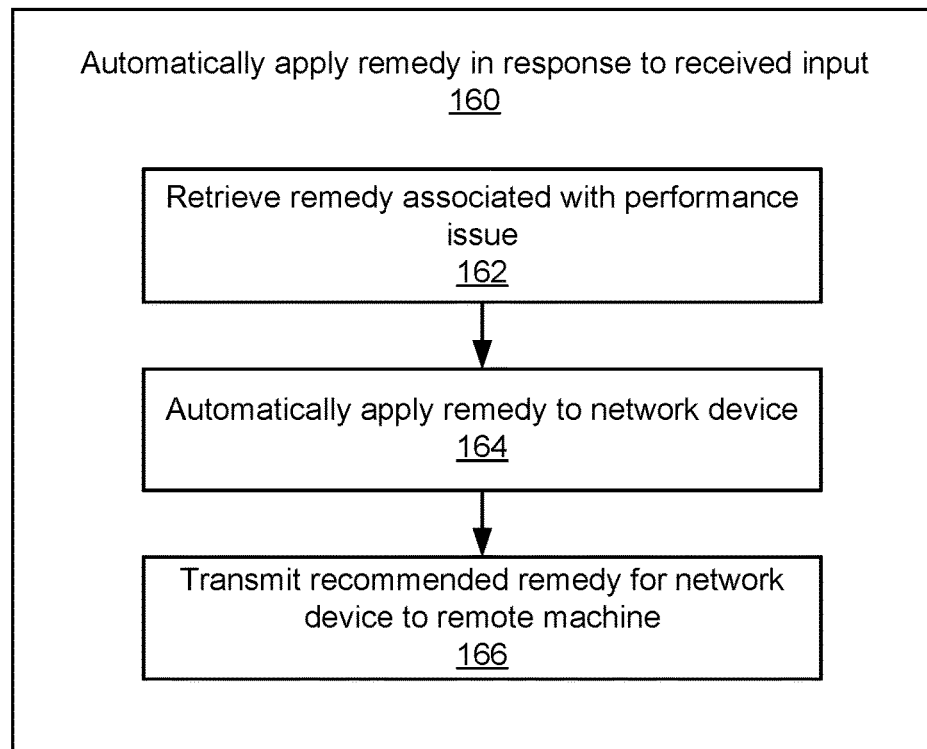 Automatically apply remedy in response to received input
160
Retrieve remedy associated with performance
issue
162
Automatically apply remedy to network device
164
Transmit recommended remedy for network
device to remote machine
166